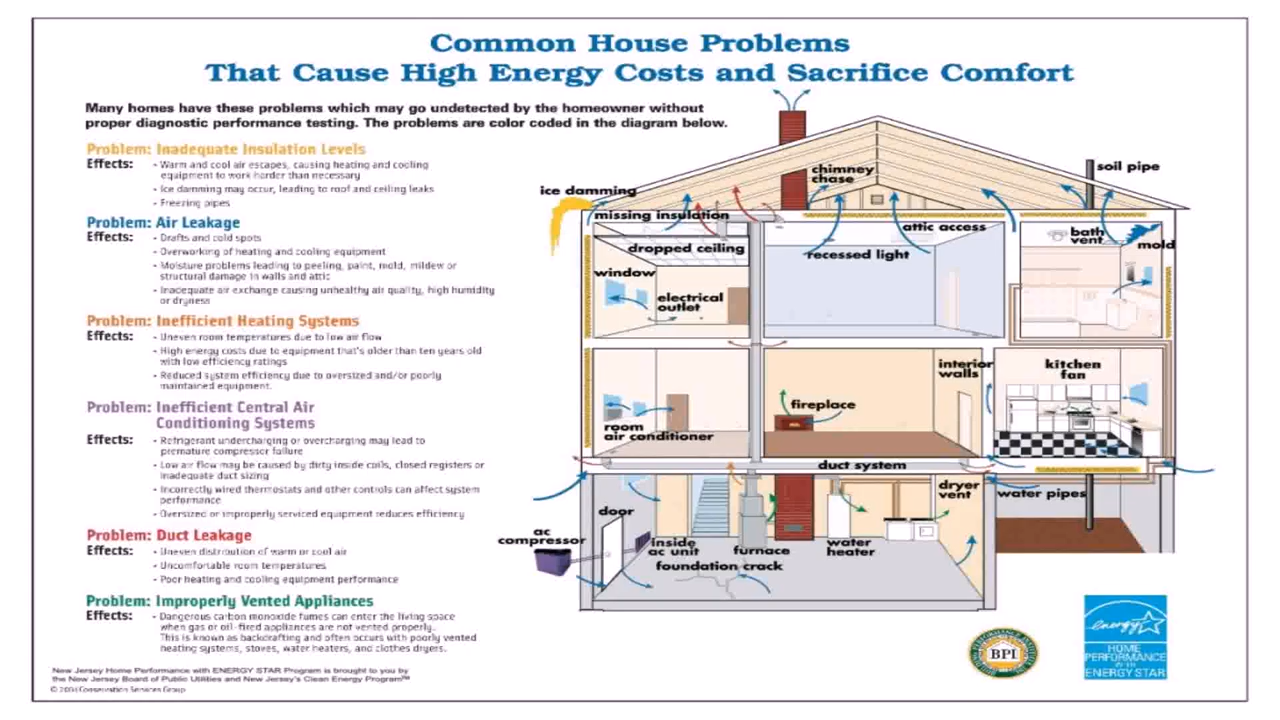 Common House Problems
That Cause High Energy Costs and Sacrifice Comfort
Many homes have these problems which may go undetected by the homeowner without
proper diagnostic performance testing. The problems are color coded in the diagram below.
Problem: Inadequate Insulation Levels
Effects: - Warm and cool air escapes, causing heating and cooling
equipment to work harder than necessary
- Ice damming may occur, leading to roof and ceiling leaks
- Freezing pipes
Problem: Air Leakage
Effects: - Drafts and cold spots
- Overworking of heating and cooling equipment
- Moisture problems leading to peeling, paint, mold, mildew or
structural damage in walls and attic
- Inadequate air exchange causing unhealthy air quality, high humidity
or dryness
Problem: Inefficient Heating Systems
Effects: - Uneven room temperatures due to low air flow
- High energy costs due to equipment that's older than ten years old
with low efficiency ratings
- Reduced system efficiency due to oversized and/or poorly
maintained equipment.
Problem: Inefficient Central Air
Conditioning Systems
Effects: - Refrigerant undercharging or overcharging may lead to
premature compressor failure
- Low air flow may be caused by dirty inside coils, closed registers or
inadequate duct sizing
- Incorrectly wired thermostats and other controls can affect system
performance
- Oversized or improperly serviced equipment reduces efficiency
Problem: Duct Leakage
Effects: - Uneven distribution of warm or cool air
- Uncomfortable room temperatures
- Poor heating and cooling equipment performance
Problem: Improperly Vented Appliances
Effects: - Dangerous carbon monoxide fumes can enter the living space
when gas or oil-fired appliances are not vented properly.
This is known as backdrafting and often occurs with poorly vented
heating systems, stoves, water heaters, and clothes dryers.
New Jersey Home Performance with ENERGY STAR Program is brought to you by
the New Jersey Board of Public Utilities and New Jersey's Clean Energy Program™
Conservation Services Group
chimney
chase
soil pipe
ice damming
missing insulation
attic access
bath
vent
mold
dropped ceiling
recessed light
window
electrical
outlet
interior
walls
kitchen
fan
fireplace
room
air conditioner
duct system
dryer
vent
water pipes
door
ac
compressor
inside
ac unit
furnace
water
heater
foundation crack
BPI
energy
HOME
PERFORMANCE
WITH
ENERGY STAR